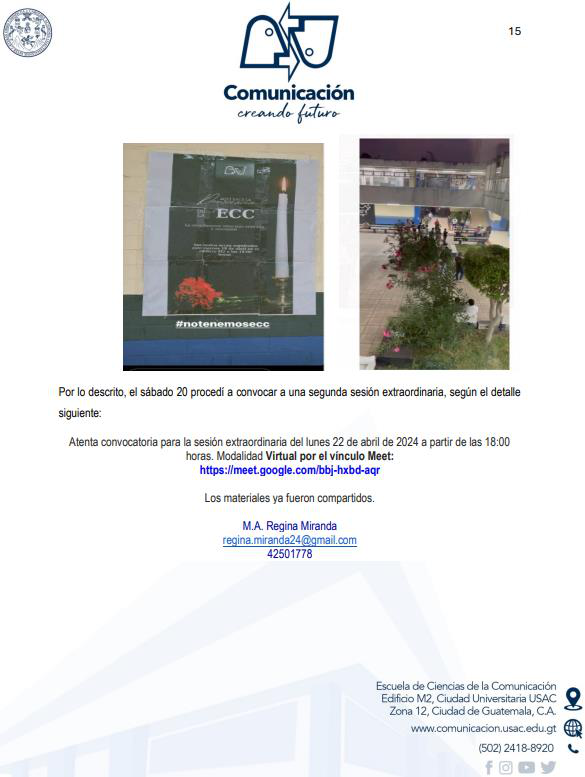 15
Comunicación
creando futuro
ECC
#notenemosecc
Por lo descrito, el sábado 20 procedí a convocar a una segunda sesión extraordinaria, según el detalle
siguiente:
Atenta convocatoria para la sesión extraordinaria del lunes 22 de abril de 2024 a partir de las 18:00
horas. Modalidad Virtual por el vínculo Meet:
https://meet.google.com/bbj-hxbd-aqr
Los materiales ya fueron compartidos.
M.A. Regina Miranda
regina.miranda24@gmail.com
42501778
Escuela de Ciencias de la Comunicación
Edificio M2, Ciudad Universitaria USAC
Zona 12, Ciudad de Guatemala, C.A.
www.comunicacion.usac.edu.gt
(502) 2418-8920